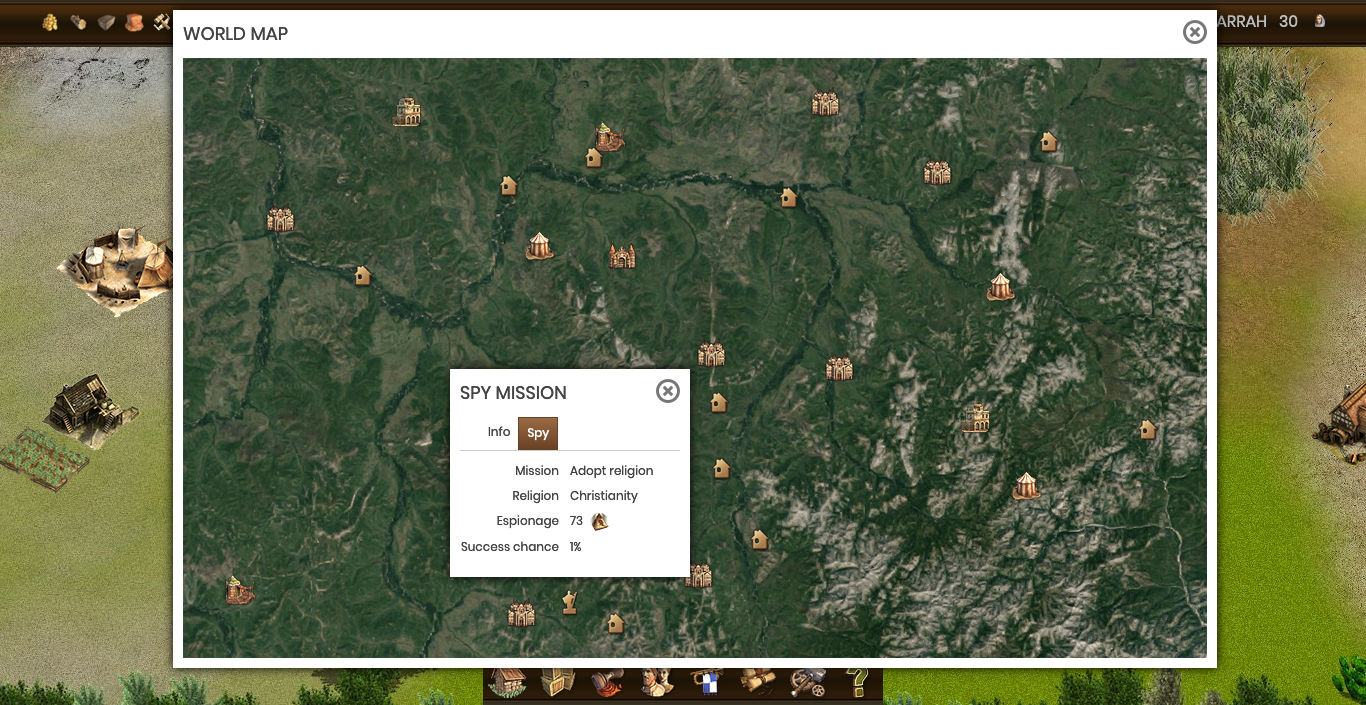 WORLD MAP
ARRAH 30
SPY MISSION
Info Spy
Mission Adopt religion
Religion Christianity
Espionage 73
Success chance 1%